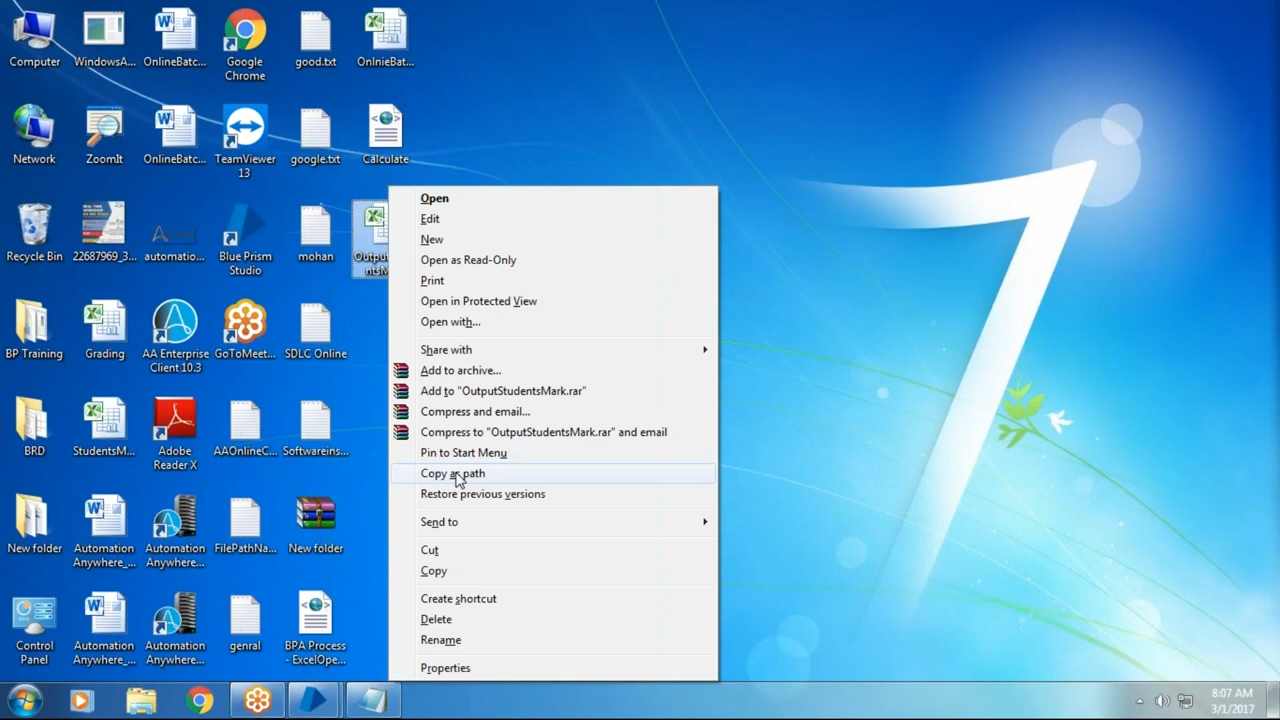 Computer
WindowsA...
OnlineBatc...
Google
Chrome
good.txt
OnlnieBat...
Network
ZoomIt
OnlineBatc...
TeamViewer
13
google.txt
Calculate
Recycle Bin
22687969_3...
automatio...
Blue Prism
Studio
mohan
Output
ntsM
BP Training
Grading
AA Enterprise
Client 10.3
GoToMeet...
SDLC Online
BRD
StudentsM...
Adobe
Reader X
AAOnlineC...
Softwareins...
New folder
Automation
Anywhere_...
Automation
Anywhere...
FilePathNa...
New folder
Control
Panel
Automation
Anywhere_...
Automation
Anywhere...
genral
BPA Process
- ExcelOpe...
Open
Edit
New
Open as Read-Only
Print
Open in Protected View
Open with...
Share with
Add to archive...
Add to "OutputStudentsMark.rar"
Compress and email...
Compress to "OutputStudentsMark.rar" and email
Pin to Start Menu
Copy as path
Restore previous versions
Send to
Cut
Copy
Create shortcut
Delete
Rename
Properties
7
8:07 AM
3/1/2017